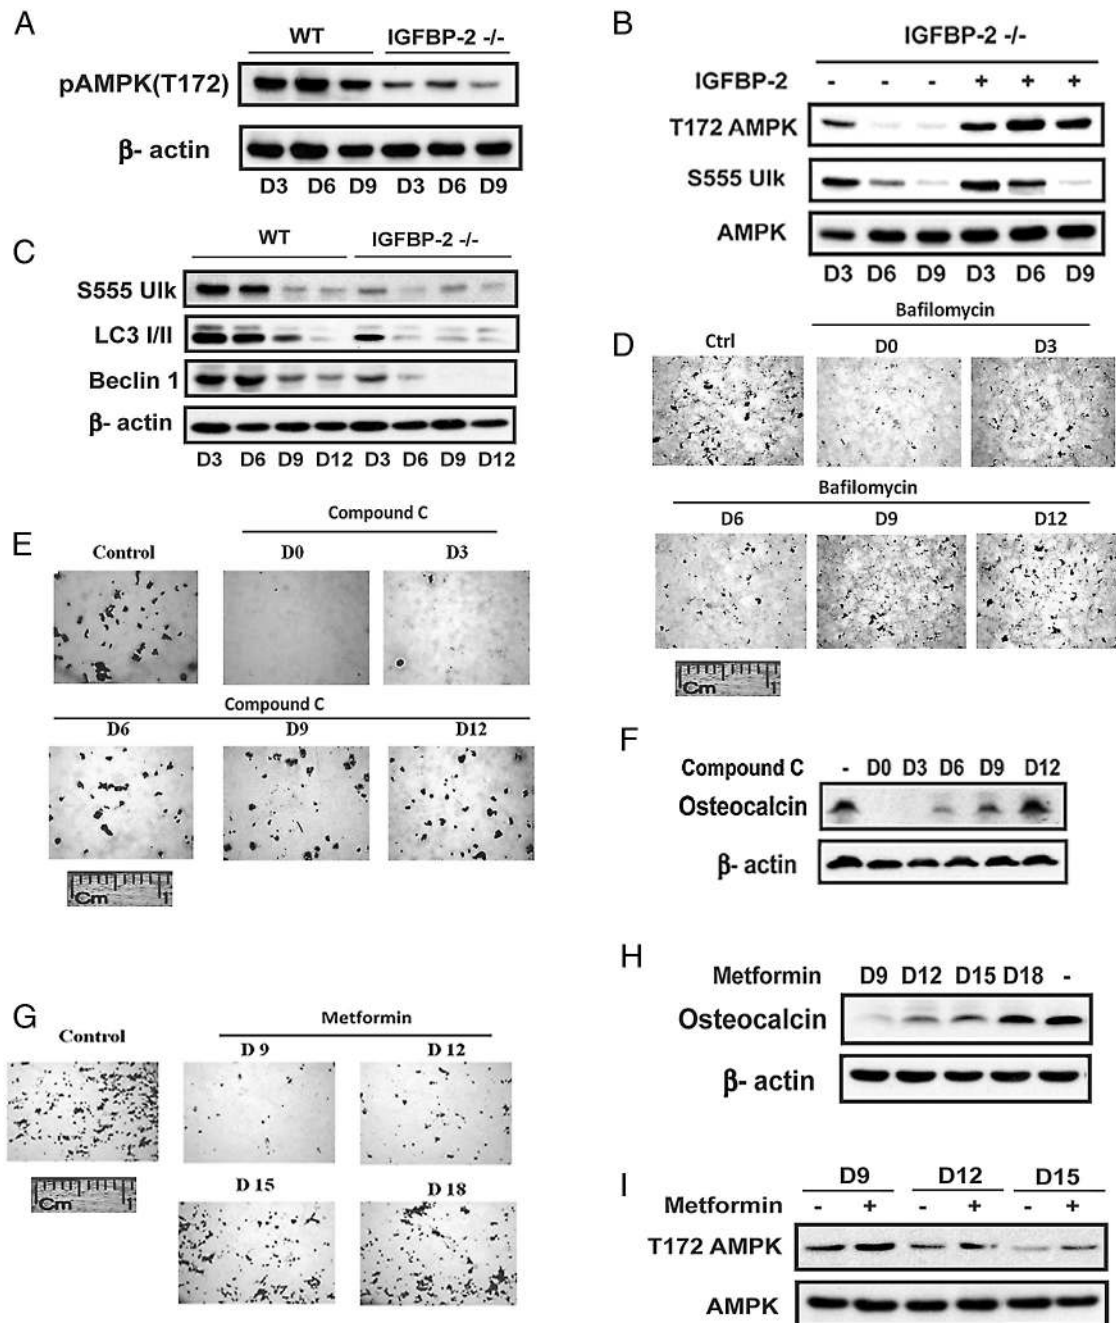 A
WT IGFBP-2 -/-
pAMPK(T172)
β- actin
D3 D6 D9 D3 D6 D9
B
IGFBP-2 -/-
IGFBP-2 - - - + + +
T172 AMPK
S555 Ulk
AMPK
D3 D6 D9 D3 D6 D9
C
WT IGFBP-2 -/-
S555 Ulk
LC3 I/II
Beclin 1
β- actin
D3 D6 D9 D12 D3 D6 D9 D12
D
Bafilomycin
Ctrl D0 D3
Bafilomycin
D6 D9 D12
Cm 1
E
Compound C
Control D0 D3
Compound C
D6 D9 D12
Cm 1
F
Compound C - D0 D3 D6 D9 D12
Osteocalcin
β- actin
G
Metformin
Control D 9 D 12
D 15 D 18
Cm 1
H
Metformin D9 D12 D15 D18 -
Osteocalcin
β- actin
I
D9 D12 D15
Metformin - + - + - +
T172 AMPK
AMPK